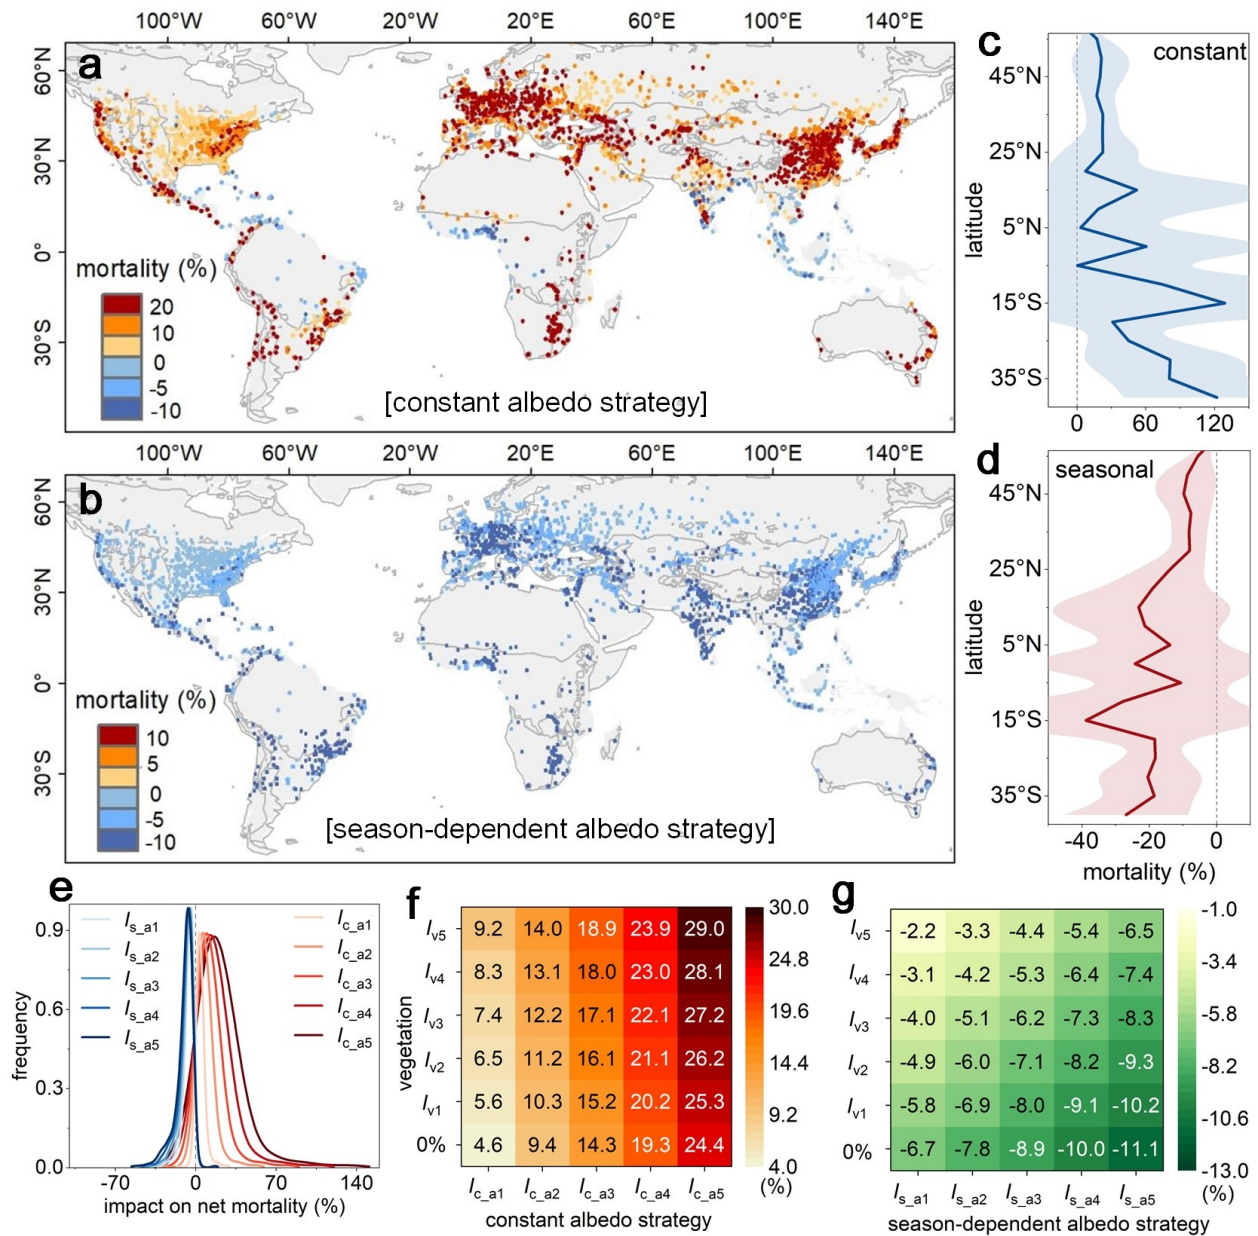 100°W 60°W 20°W 20°E 60°E 100°E 140°E
a
60°N
30°N
0°
30°S
mortality (%)
20
10
0
-5
-10
[constant albedo strategy]
c
constant
45°N
25°N
5°N
15°S
35°S
latitude
0 60 120
100°W 60°W 20°W 20°E 60°E 100°E 140°E
b
60°N
30°N
0°
30°S
mortality (%)
10
5
0
-5
-10
[season-dependent albedo strategy]
d
seasonal
45°N
25°N
5°N
15°S
35°S
latitude
-40 -20 0
mortality (%)
e
I_s_a1
I_s_a2
I_s_a3
I_s_a4
I_s_a5
I_c_a1
I_c_a2
I_c_a3
I_c_a4
I_c_a5
frequency
0.9
0.6
0.3
0.0
-70 0 70 140
impact on net mortality (%)
f
vegetation
I_v5 9.2 14.0 18.9 23.9 29.0
I_v4 8.3 13.1 18.0 23.0 28.1
I_v3 7.4 12.2 17.1 22.1 27.2
I_v2 6.5 11.2 16.1 21.1 26.2
I_v1 5.6 10.3 15.2 20.2 25.3
0% 4.6 9.4 14.3 19.3 24.4
I_c_a1 I_c_a2 I_c_a3 I_c_a4 I_c_a5
constant albedo strategy
30.0
24.8
19.6
14.4
9.2
4.0
(%)
g
I_v5 -2.2 -3.3 -4.4 -5.4 -6.5
I_v4 -3.1 -4.2 -5.3 -6.4 -7.4
I_v3 -4.0 -5.1 -6.2 -7.3 -8.3
I_v2 -4.9 -6.0 -7.1 -8.2 -9.3
I_v1 -5.8 -6.9 -8.0 -9.1 -10.2
0% -6.7 -7.8 -8.9 -10.0 -11.1
I_s_a1 I_s_a2 I_s_a3 I_s_a4 I_s_a5
season-dependent albedo strategy
-1.0
-3.4
-5.8
-8.2
-10.6
-13.0
(%)